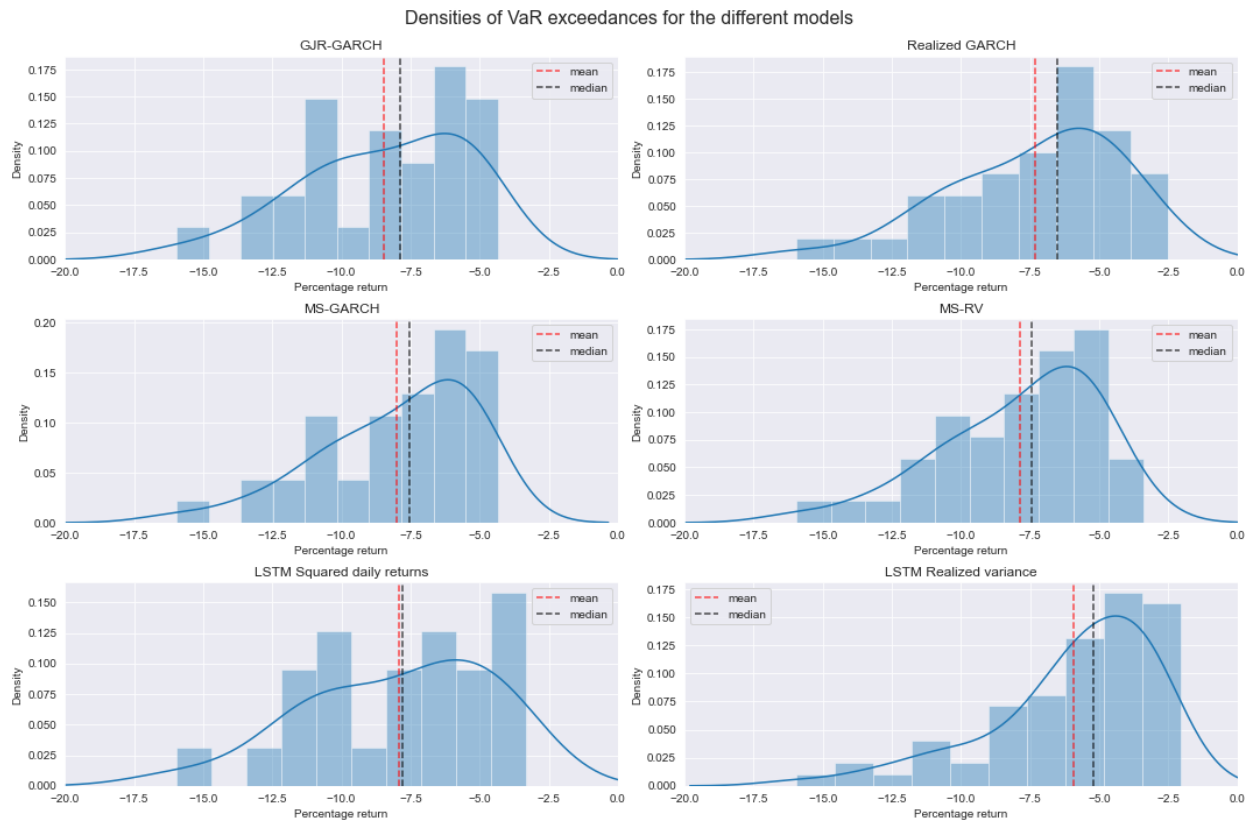 Densities of VaR exceedances for the different models
GJR-GARCH
0.175
0.150
0.125
0.100
0.075
0.050
0.025
0.000
Density
mean
median
−20.0 −17.5 −15.0 −12.5 −10.0 −7.5 −5.0 −2.5 0.0
Percentage return
Realized GARCH
0.175
0.150
0.125
0.100
0.075
0.050
0.025
0.000
Density
mean
median
−20.0 −17.5 −15.0 −12.5 −10.0 −7.5 −5.0 −2.5 0.0
Percentage return
MS-GARCH
0.20
0.15
0.10
0.05
0.00
Density
mean
median
−20.0 −17.5 −15.0 −12.5 −10.0 −7.5 −5.0 −2.5 0.0
Percentage return
MS-RV
0.175
0.150
0.125
0.100
0.075
0.050
0.025
0.000
Density
mean
median
−20.0 −17.5 −15.0 −12.5 −10.0 −7.5 −5.0 −2.5 0.0
Percentage return
LSTM Squared daily returns
0.150
0.125
0.100
0.075
0.050
0.025
0.000
Density
mean
median
−20.0 −17.5 −15.0 −12.5 −10.0 −7.5 −5.0 −2.5 0.0
Percentage return
LSTM Realized variance
0.175
0.150
0.125
0.100
0.075
0.050
0.025
0.000
Density
mean
median
−20.0 −17.5 −15.0 −12.5 −10.0 −7.5 −5.0 −2.5 0.0
Percentage return